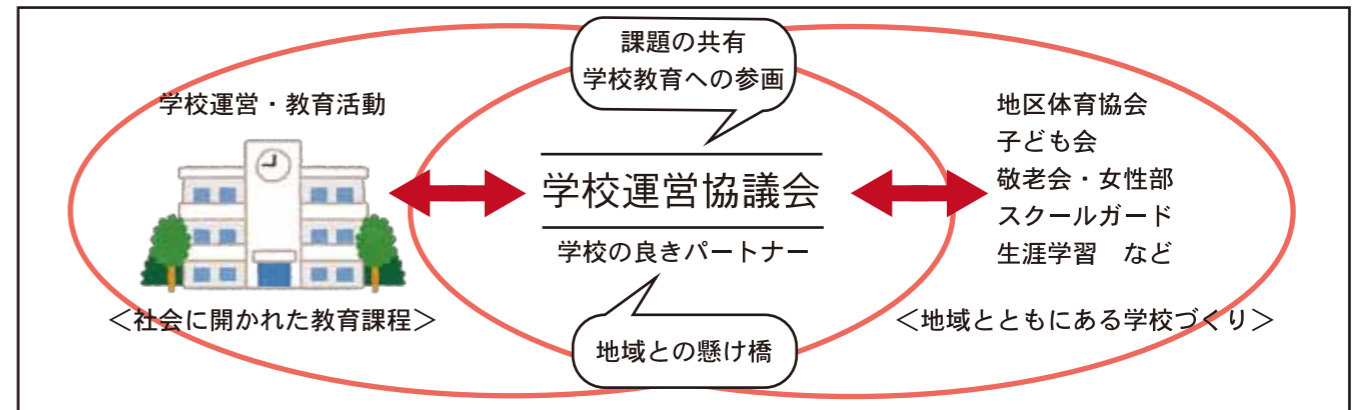 課題の共有
学校教育への参画
学校運営・教育活動
学校運営協議会
学校の良きパートナー
地区体育協会
子ども会
敬老会・女性部
スクールガード
生涯学習　など
＜社会に開かれた教育課程＞
＜地域とともにある学校づくり＞
地域との懸け橋